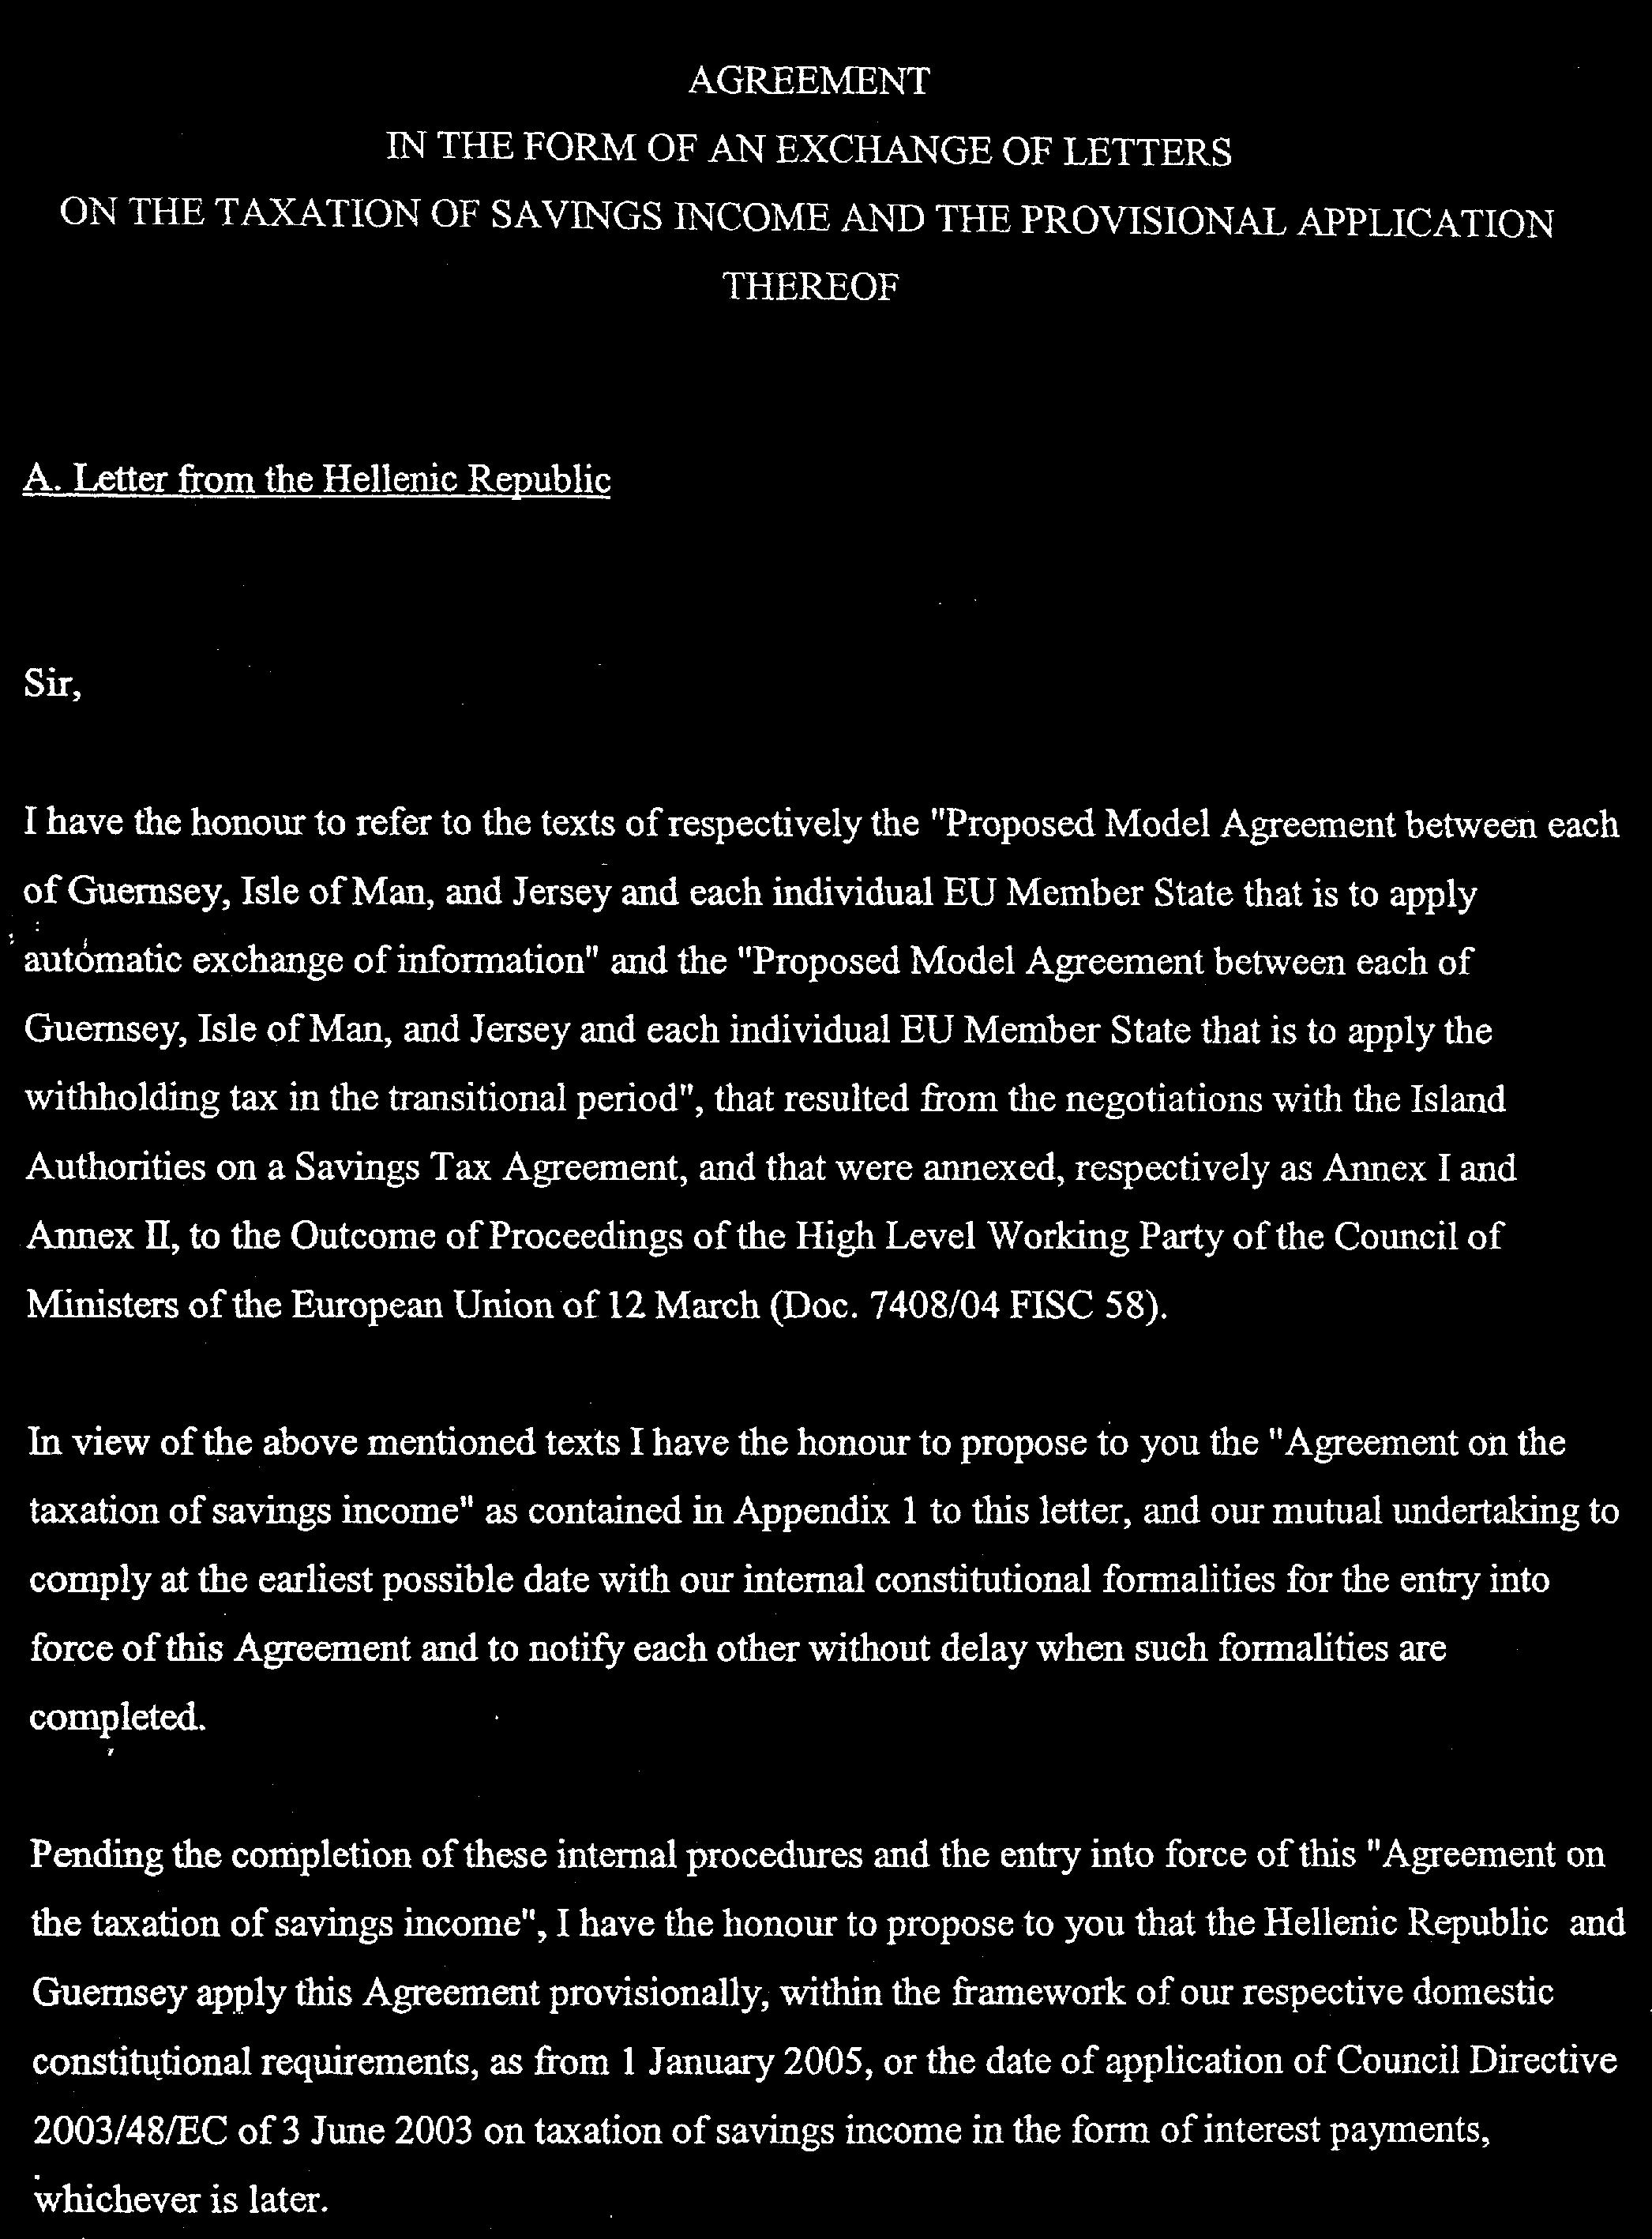 AGREEMENT
IN THE FORM OF AN EXCHANGE OF LETTERS
ON THE TAXATION OF SAVINGS INCOME AND THE PROVISIONAL APPLICATION
THEREOF
A. Letter from the Hellenic Republic
Sir,
I have the honour to refer to the texts of respectively the "Proposed Model Agreement between each
of Guernsey, Isle of Man, and Jersey and each individual EU Member State that is to apply
automatic exchange of information" and the "Proposed Model Agreement between each of
Guernsey, Isle of Man, and Jersey and each individual EU Member State that is to apply the
withholding tax in the transitional period", that resulted from the negotiations with the Island
Authorities on a Savings Tax Agreement, and that were annexed, respectively as Annex I and
Annex II, to the Outcome of Proceedings of the High Level Working Party of the Council of
Ministers of the European Union of 12 March (Doc. 7408/04 FISC 58).
In view of the above mentioned texts I have the honour to propose to you the "Agreement on the
taxation of savings income" as contained in Appendix 1 to this letter, and our mutual undertaking to
comply at the earliest possible date with our internal constitutional formalities for the entry into
force of this Agreement and to notify each other without delay when such formalities are
completed.
Pending the completion of these internal procedures and the entry into force of this "Agreement on
the taxation of savings income", I have the honour to propose to you that the Hellenic Republic and
Guernsey apply this Agreement provisionally, within the framework of our respective domestic
constitutional requirements, as from 1 January 2005, or the date of application of Council Directive
2003/48/EC of 3 June 2003 on taxation of savings income in the form of interest payments,
whichever is later.